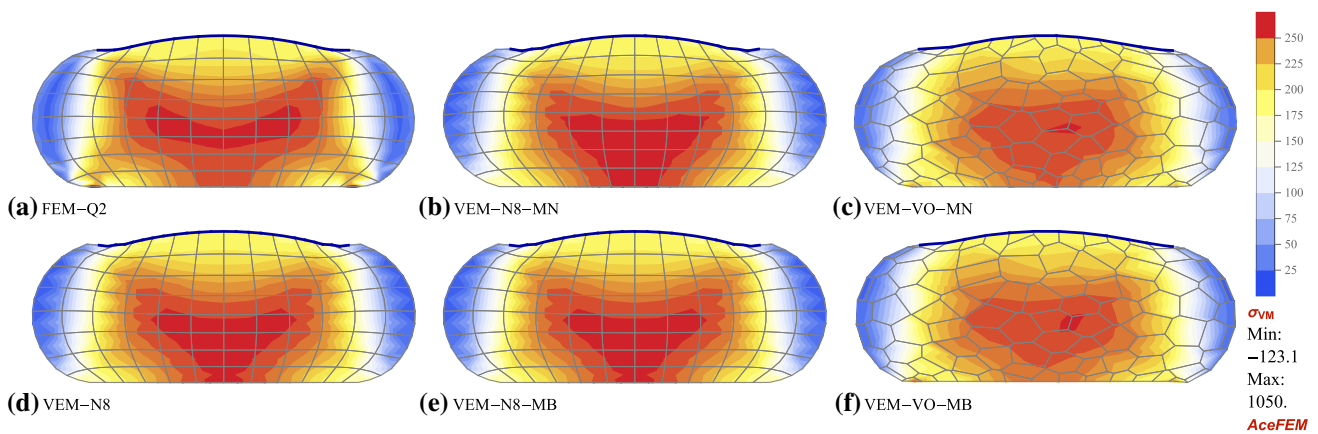 (a) FEM–Q2
(b) VEM–N8–MN
(c) VEM–VO–MN
(d) VEM–N8
(e) VEM–N8–MB
(f) VEM–VO–MB
250
225
200
175
150
125
100
75
50
25
σVM
Min:
−123.1
Max:
1050.
AceFEM